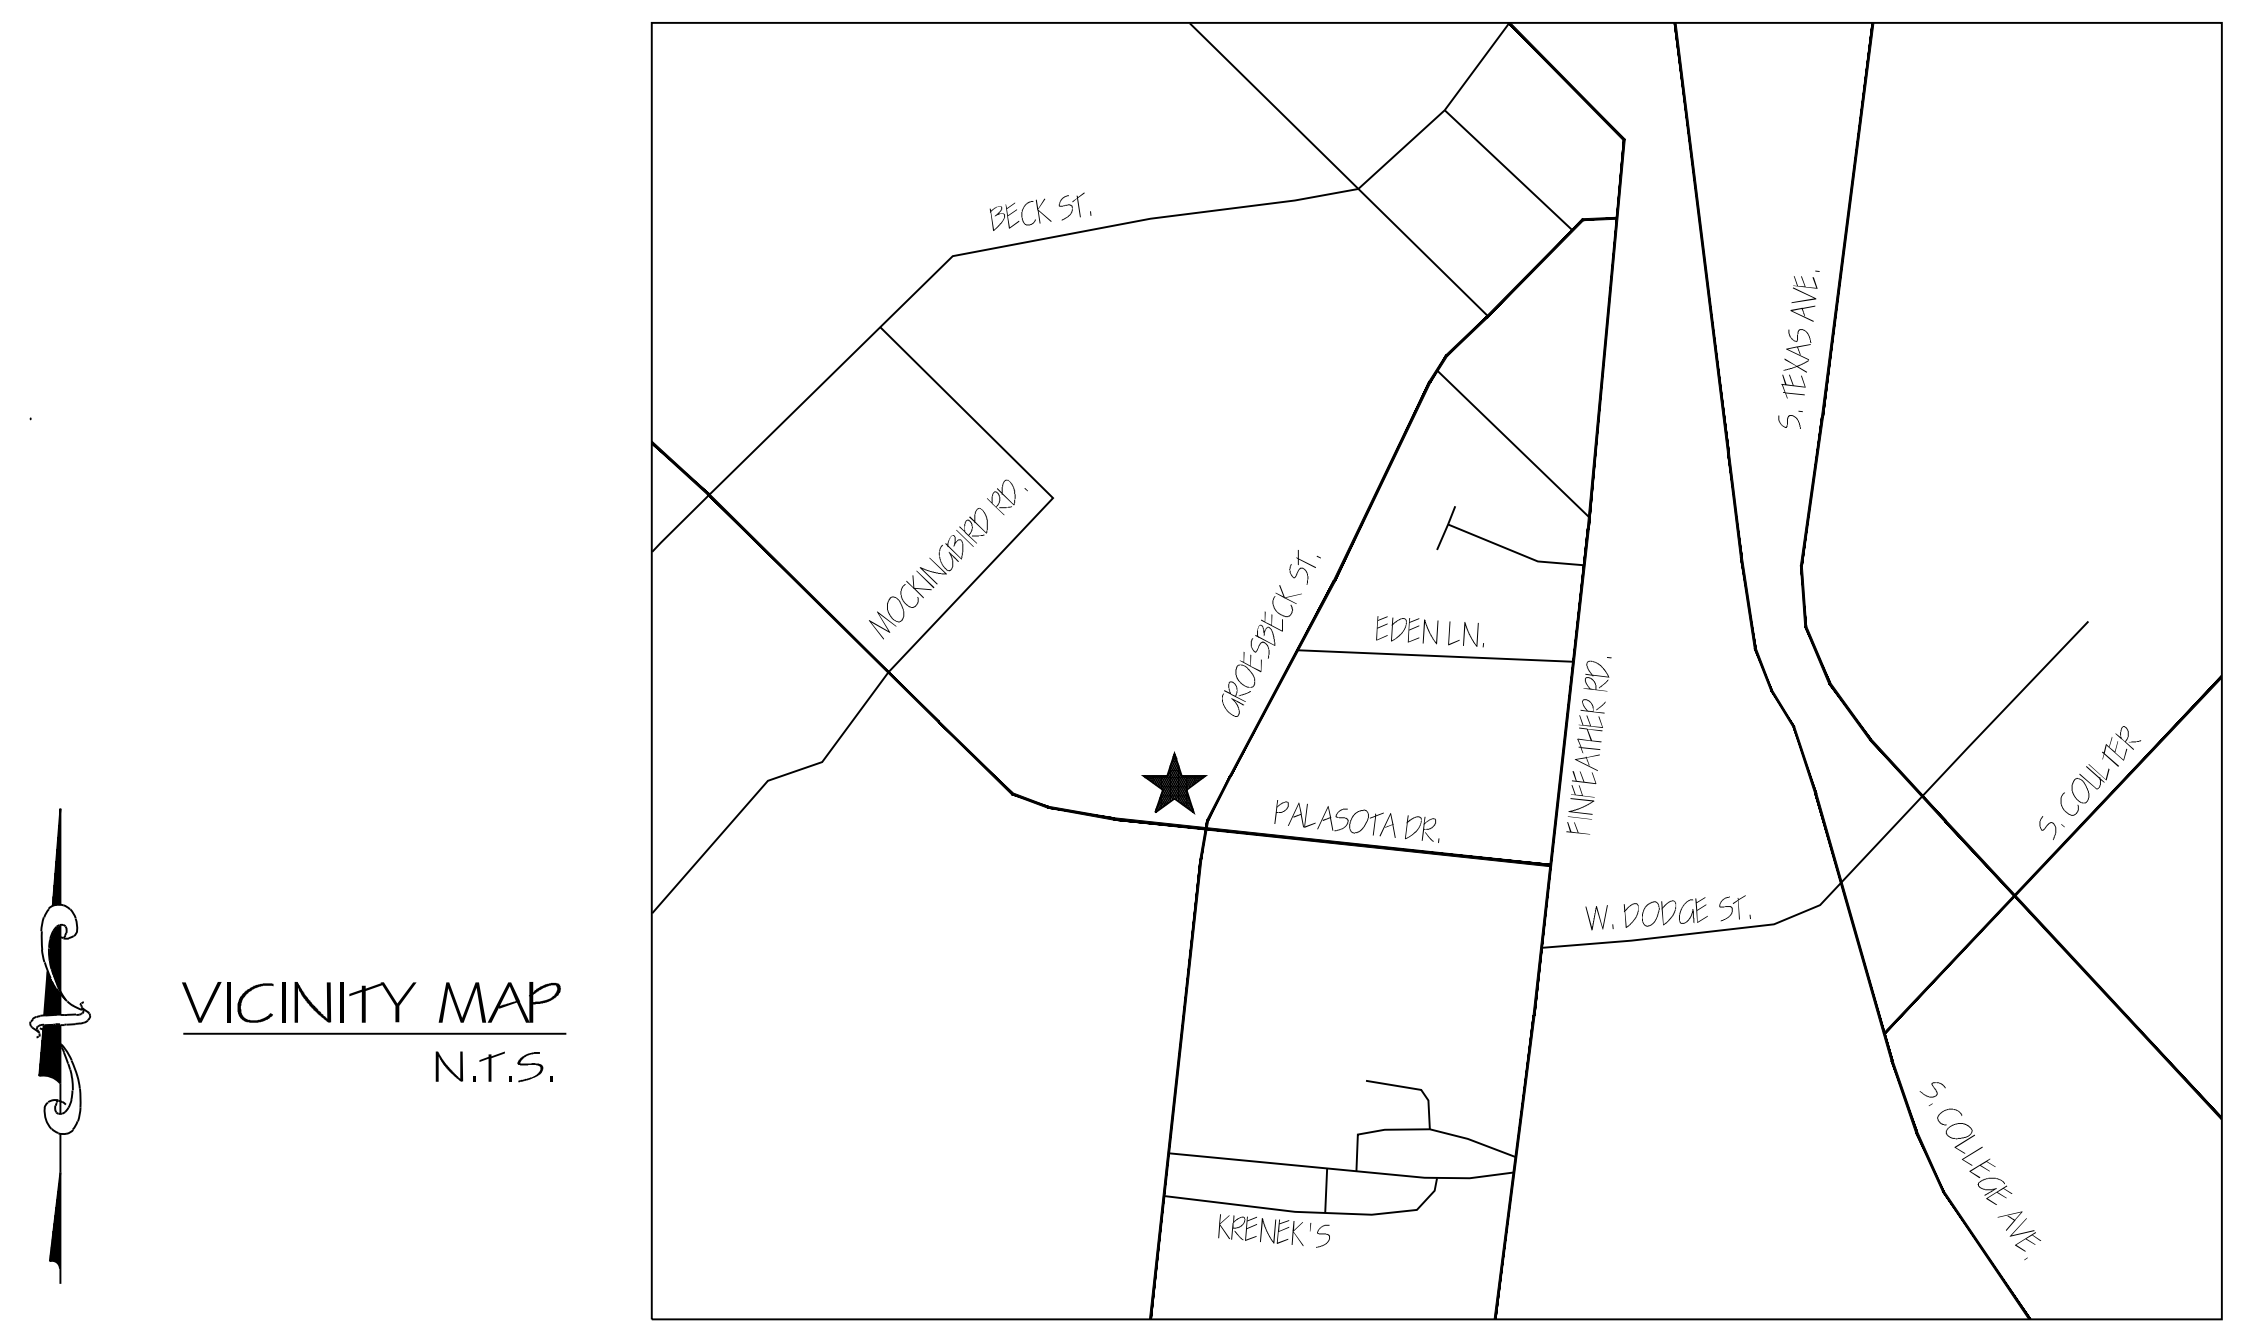 BECK ST.
S. TEXAS AVE.
MOCKINGBIRD RD.
GROESBECK ST.
EDEN LN.
FINFEATHER RD.
S. COULTER
PALASOTA DR.
W. DODGE ST.
VICINITY MAP
N.T.S.
S. COLLEGE AVE.
KRENEK'S